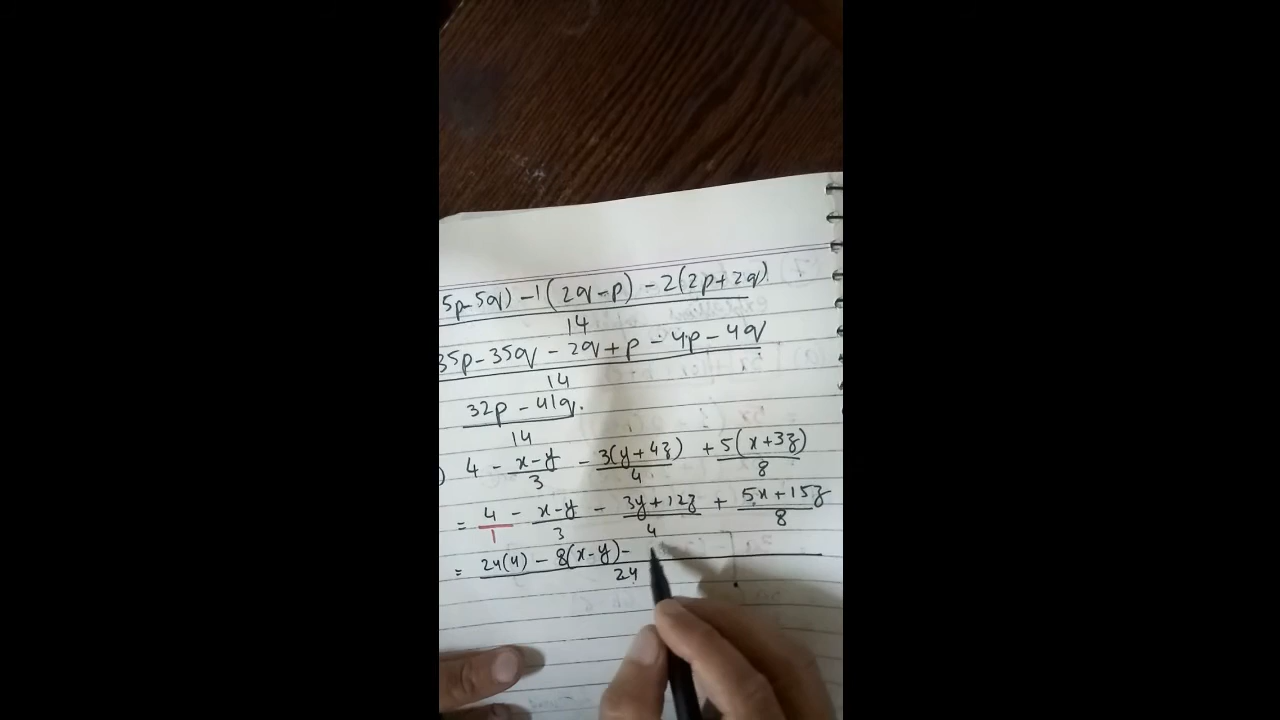 5p-5q) -1(2q-p) -2(2p+2q)
14
35p-35q - 2q + p - 4p - 4q
14
32p - 41q.
14
) 4 - x-y/3 - 3(y+4z)/4 + 5(x+3z)/8
= 4/1 - x-y/3 - 3y+12z/4 + 5x+15z/8
= 24(4) - 8(x-y) -
24